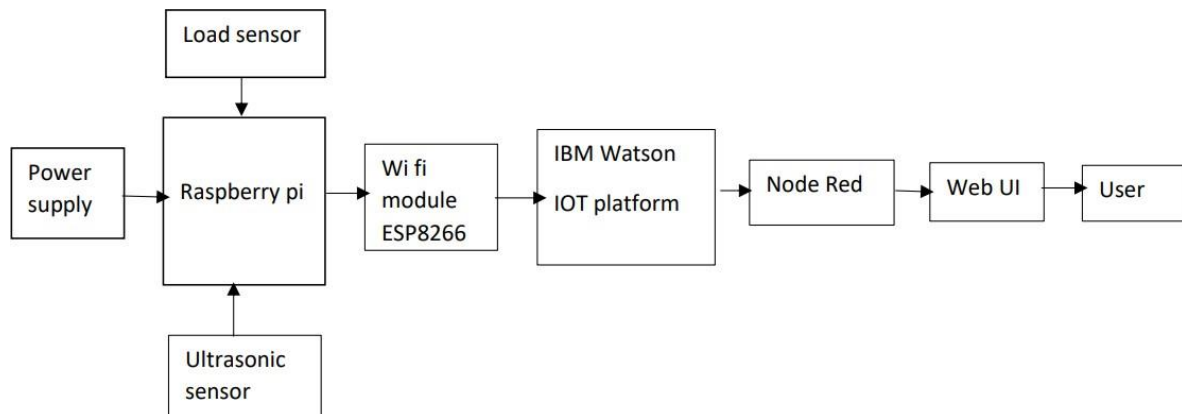 Load sensor
Power
supply
Raspberry pi
Wi fi
module
ESP8266
IBM Watson
IOT platform
Node Red
Web UI
User
Ultrasonic
sensor